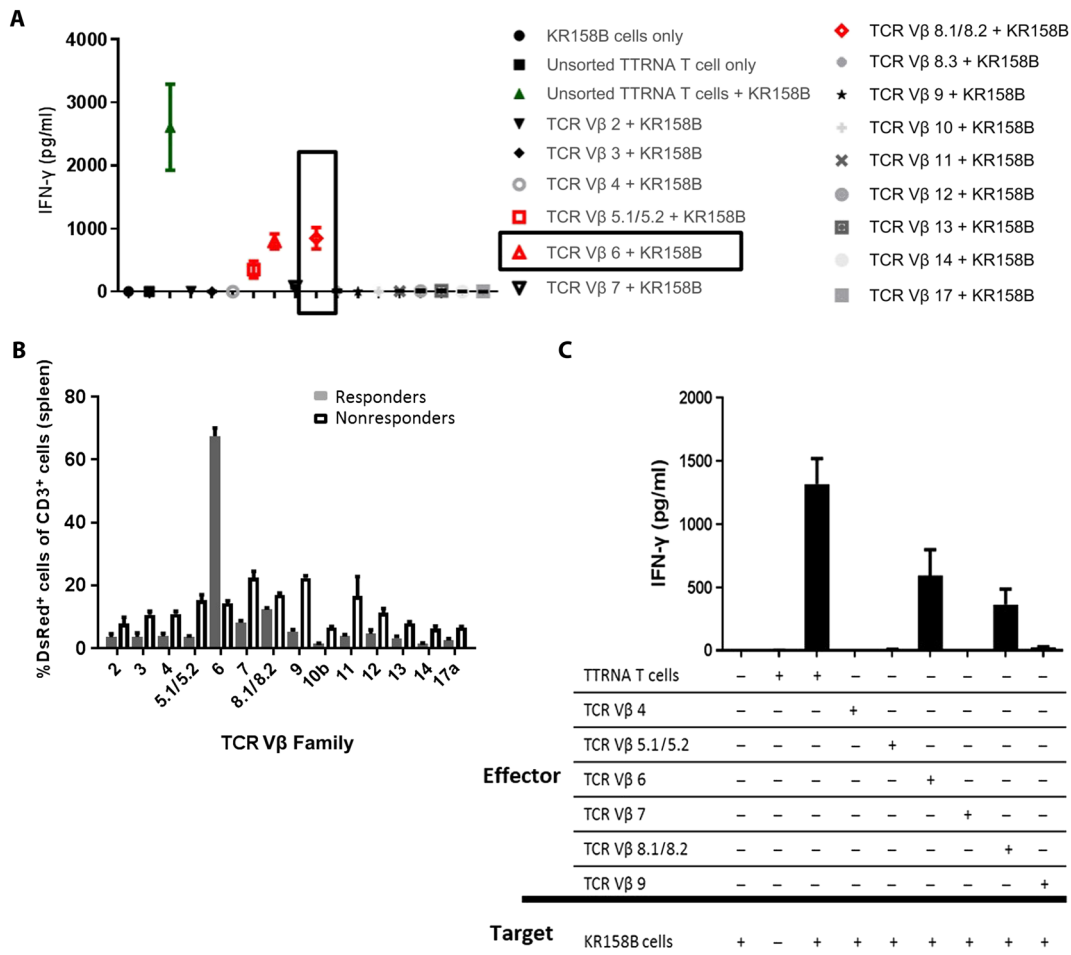 A
4000
3000
2000
1000
0
IFN-γ (pg/ml)
KR158B cells only
Unsorted TTRNA T cell only
Unsorted TTRNA T cells + KR158B
TCR Vβ 2 + KR158B
TCR Vβ 3 + KR158B
TCR Vβ 4 + KR158B
TCR Vβ 5.1/5.2 + KR158B
TCR Vβ 6 + KR158B
TCR Vβ 7 + KR158B
TCR Vβ 8.1/8.2 + KR158B
TCR Vβ 8.3 + KR158B
TCR Vβ 9 + KR158B
TCR Vβ 10 + KR158B
TCR Vβ 11 + KR158B
TCR Vβ 12 + KR158B
TCR Vβ 13 + KR158B
TCR Vβ 14 + KR158B
TCR Vβ 17 + KR158B
B
%DsRed⁺ cells of CD3⁺ cells (spleen)
80
60
40
20
0
Responders
Nonresponders
2 3 4 5.1/5.2 6 7 8.1/8.2 9 10b 11 12 13 14 17a
TCR Vβ Family
C
IFN-γ (pg/ml)
2000
1500
1000
500
0
Effector
TTRNA T cells – + + – – – – – –
TCR Vβ 4 – – – + – – – – –
TCR Vβ 5.1/5.2 – – – – + – – – –
TCR Vβ 6 – – – – – + – – –
TCR Vβ 7 – – – – – – + – –
TCR Vβ 8.1/8.2 – – – – – – – + –
TCR Vβ 9 – – – – – – – – +
Target
KR158B cells + – + + + + + + +